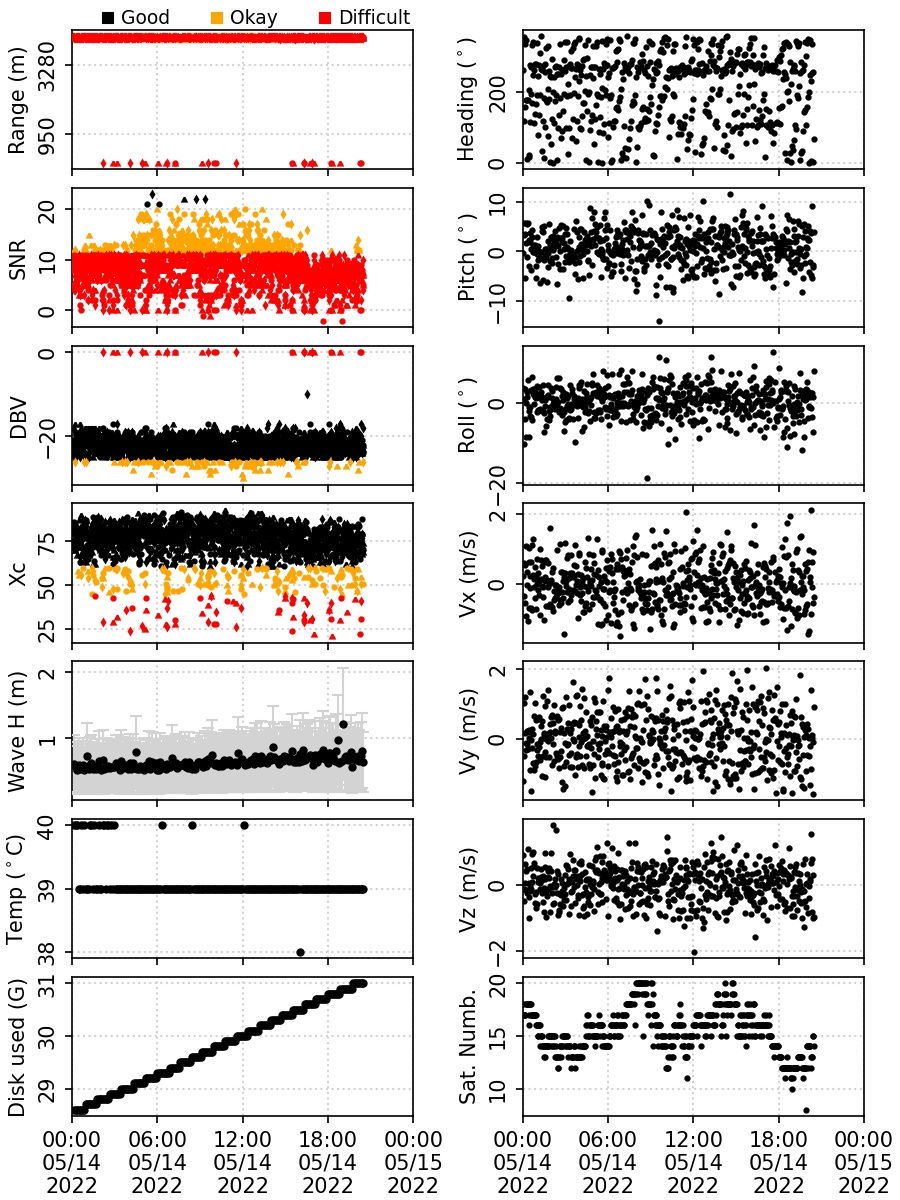 Good Okay Difficult
Range (m)
3280
950
Heading (°)
200
0
SNR
20
10
0
Pitch (°)
10
0
−10
DBV
0
−20
Roll (°)
0
−20
Xc
75
50
25
Vx (m/s)
2
0
Wave H (m)
2
1
Vy (m/s)
2
0
Temp (°C)
40
39
38
Vz (m/s)
0
−2
Disk used (G)
31
30
29
Sat. Numb.
20
15
10
00:00 06:00 12:00 18:00 00:00
05/14 05/14 05/14 05/14 05/15
2022 2022 2022 2022 2022
00:00 06:00 12:00 18:00 00:00
05/14 05/14 05/14 05/14 05/15
2022 2022 2022 2022 2022